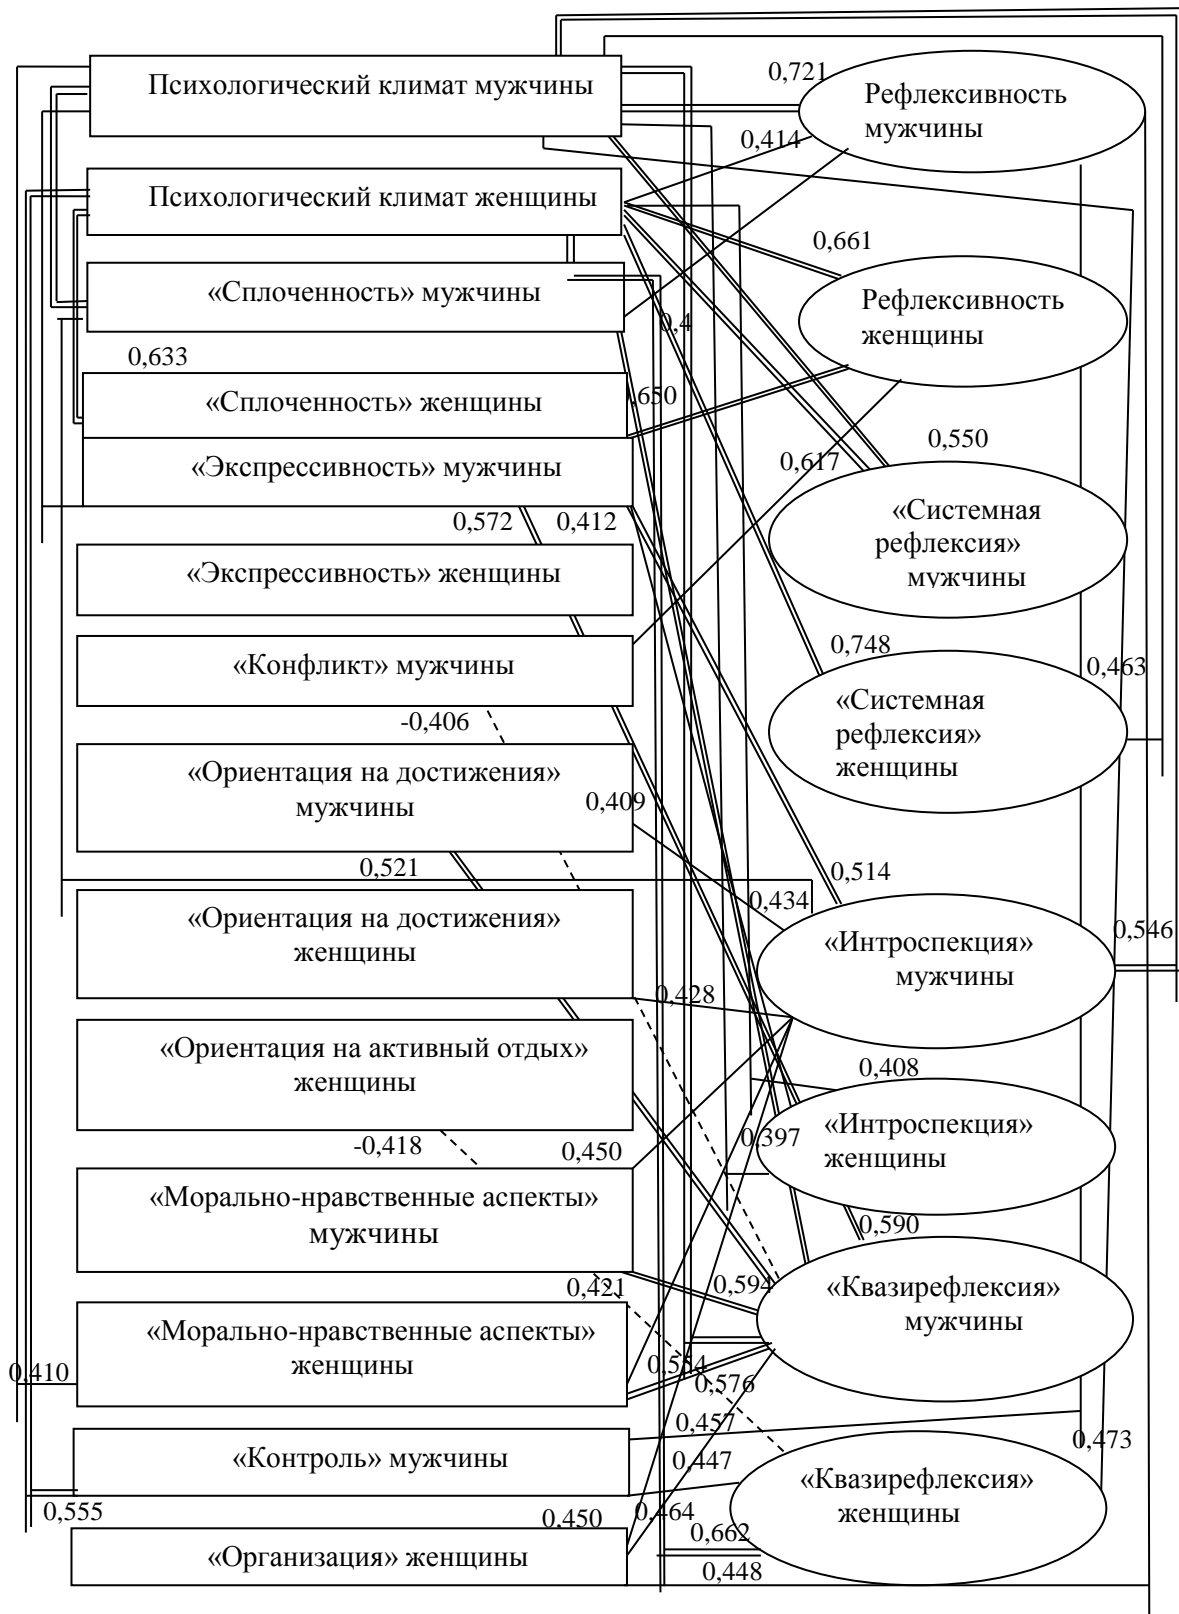 Психологический климат мужчины
0,721
Рефлексивность
мужчины
0,414
Психологический климат женщины
0,661
«Сплоченность» мужчины
Рефлексивность
женщины
0,4
0,633
«Сплоченность» женщины
,650
«Экспрессивность» мужчины
0,550
0,617
0,572
0,412
«Системная
рефлексия»
мужчины
«Экспрессивность» женщины
«Конфликт» мужчины
0,748
0,463
-0,406
«Системная
рефлексия»
женщины
«Ориентация на достижения»
мужчины
0,409
0,521
0,514
0,434
«Ориентация на достижения»
женщины
«Интроспекция»
мужчины
0,546
0,428
«Ориентация на активный отдых»
женщины
0,408
-0,418
0,450
0,397
«Интроспекция»
женщины
«Морально-нравственные аспекты»
мужчины
0,590
0,421
0,594
«Квазирефлексия»
мужчины
«Морально-нравственные аспекты»
женщины
0,410
0,554
0,576
0,457
0,473
«Контроль» мужчины
0,447
«Квазирефлексия»
женщины
0,555
0,450
0,464
0,662
«Организация» женщины
0,448